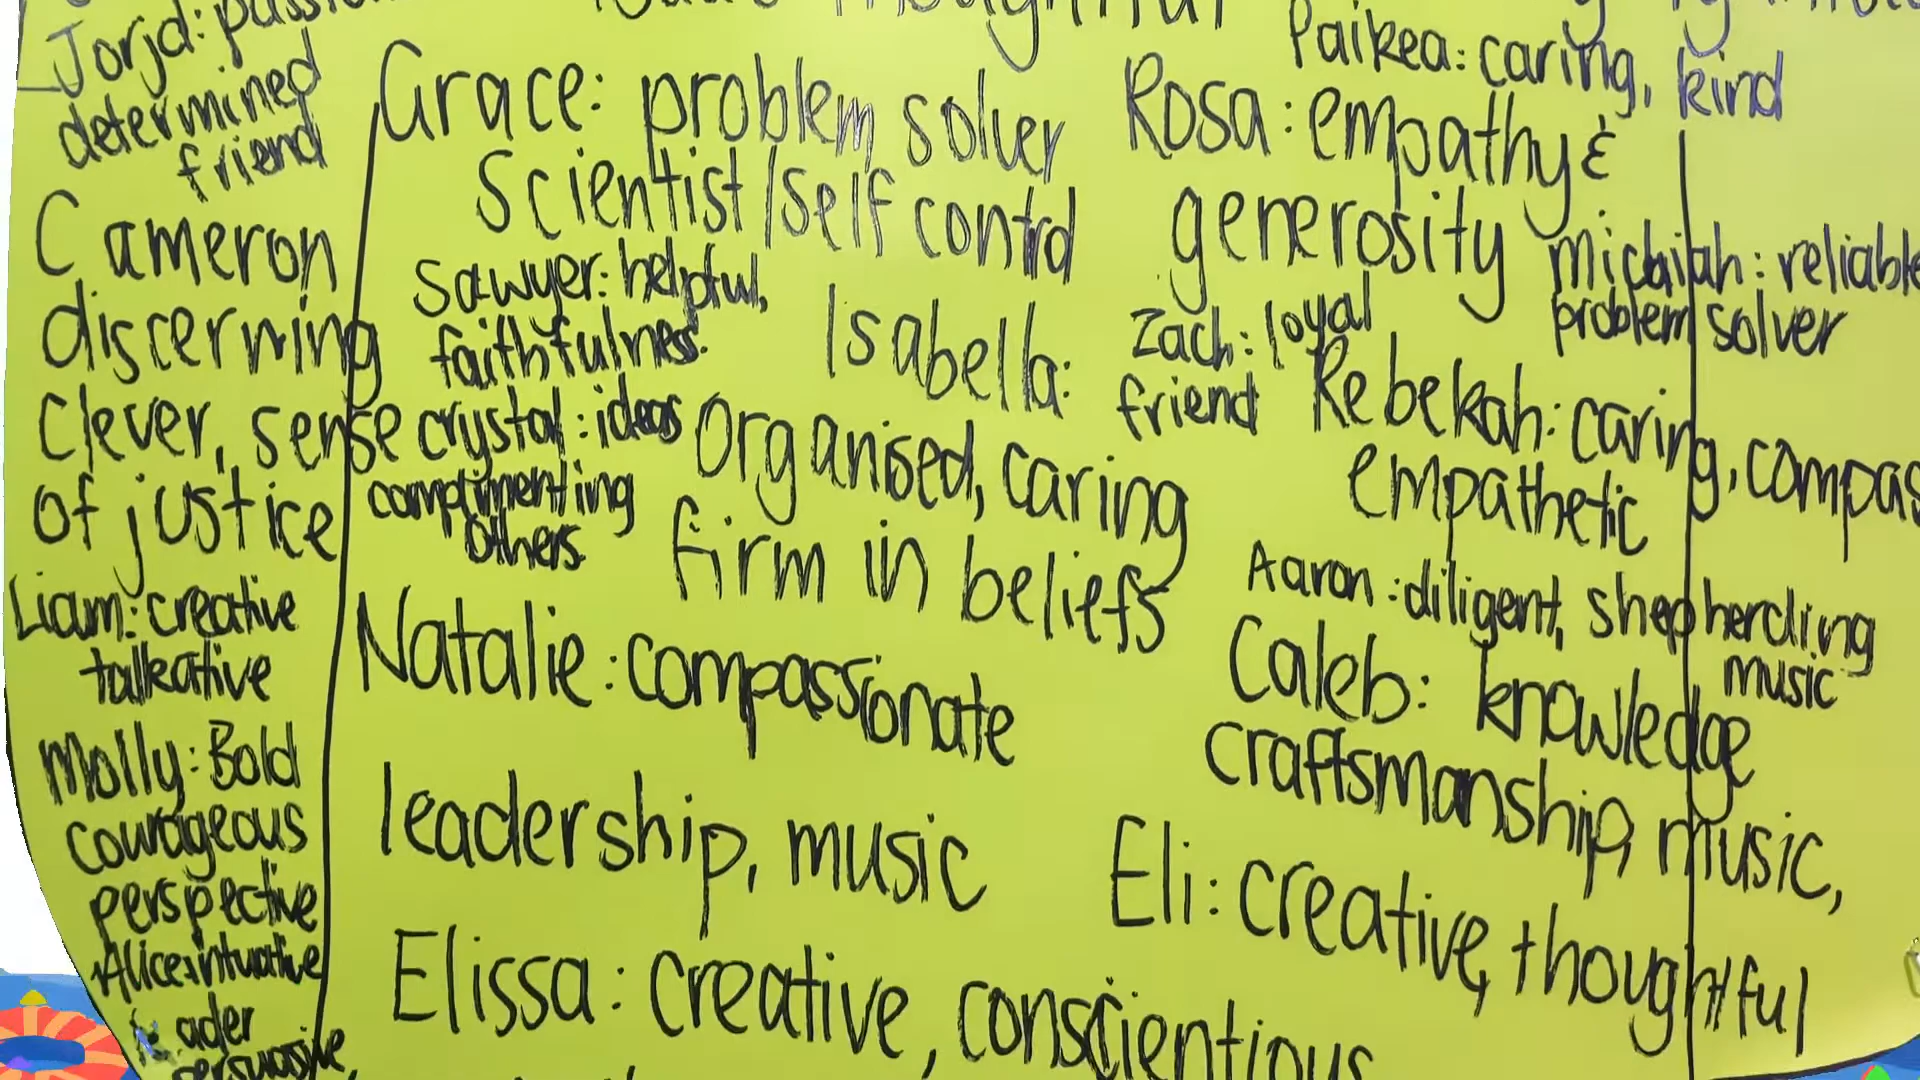 Jorja:
determined
friend
Cameron
discerning
Clever, sense
of justice
Liam: creative
talkative
Molly: Bold
courageous
perspective
Alice: intuative
persuasive,
thoughtful
Grace: problem solver
Scientist/self control
Sawyer: helpful,
faithfulness.
crystal: ideas
complimenting
others.
Isabella:
Organised, caring
firm in beliefs
Natalie: compassionate
leadership, music
Elissa: creative, conscientious
Paikea: caring, kind
Rosa: empathy &
generosity
micaiah: reliable
problem solver
Zach: loyal
friend
Rebekah: caring, compas
empathetic
Aaron: diligent, shepherding
music
Caleb: knowledge
craftsmanship, music,
Eli: creative, thoughtful